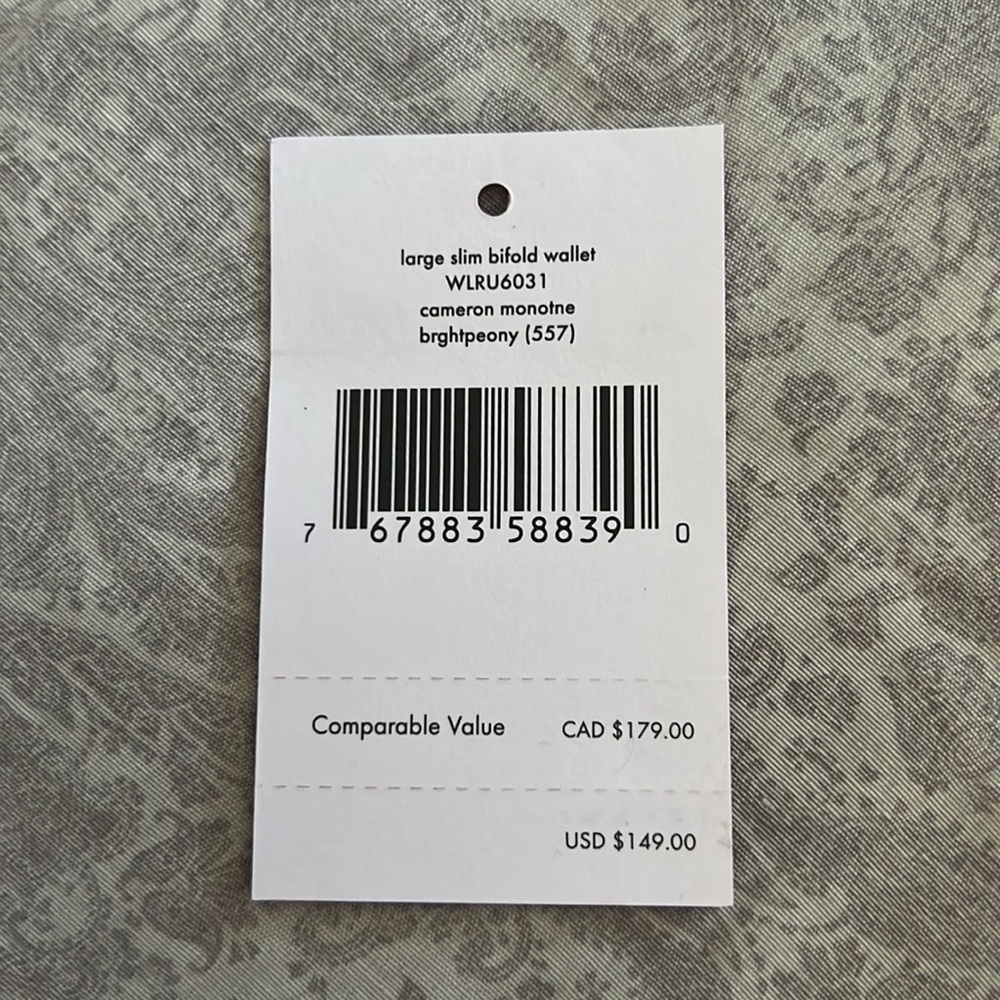 large slim bifold wallet
WLRU6031
cameron monotne
brghtpeony (557)
7 67883 58839 0
Comparable Value CAD $179.00
USD $149.00